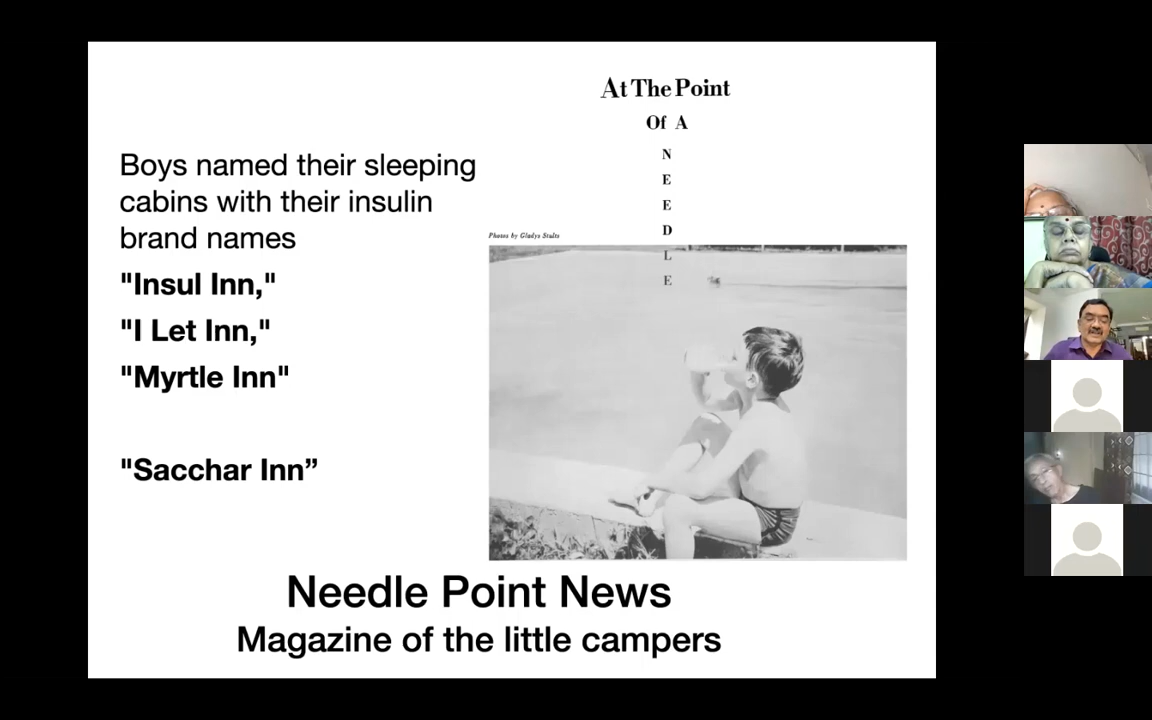 At The Point
Of A
N
E
E
D
L
E
Boys named their sleeping
cabins with their insulin
brand names
"Insul Inn,"
"I Let Inn,"
"Myrtle Inn"
"Sacchar Inn”
Photos by Gladys Stults
Needle Point News
Magazine of the little campers